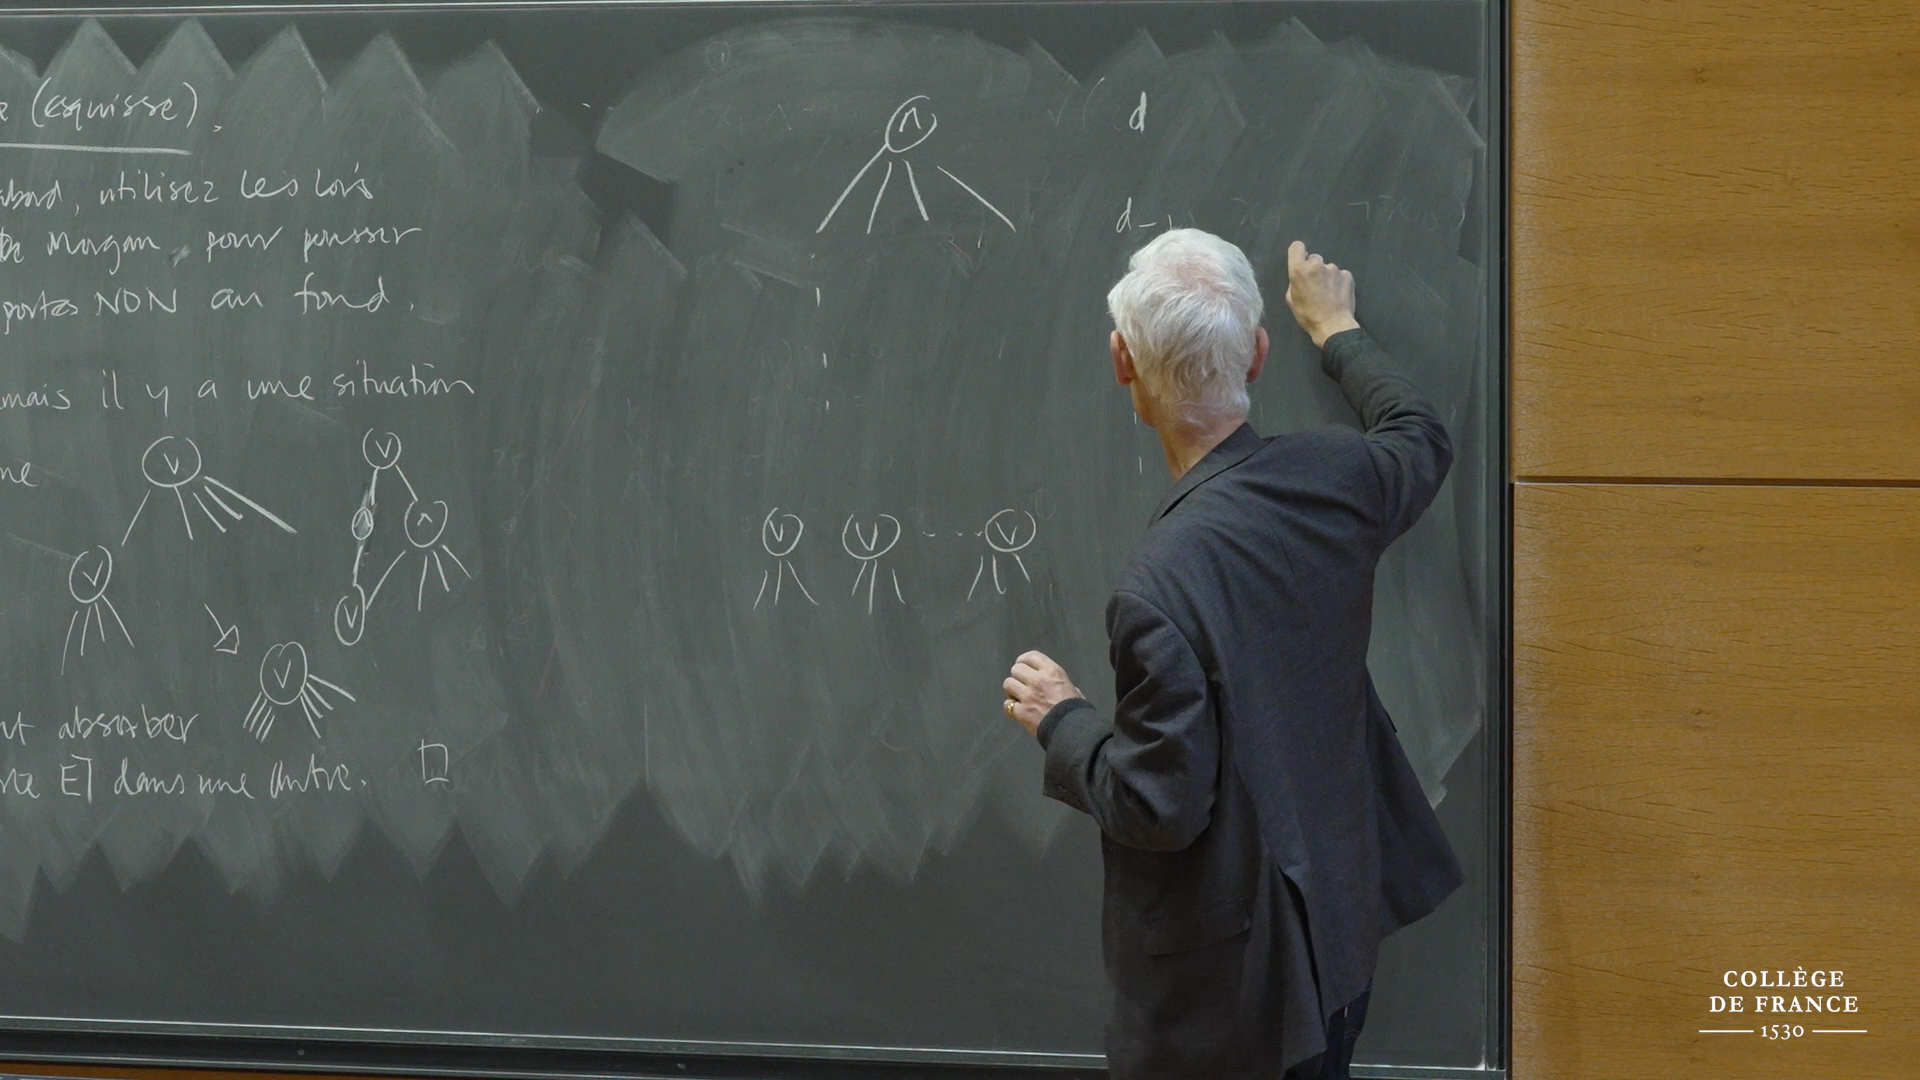 (esquisse).
utilisez les lois
De Morgan, pour pousser
portes NON au fond.
mais il y a une situation
∨ ∨
∧
∨
∨
∨
absorber
ET dans une autre. □
∧ d
d-1
∨ ∨ ... ∨
COLLÈGE
DE FRANCE
1530